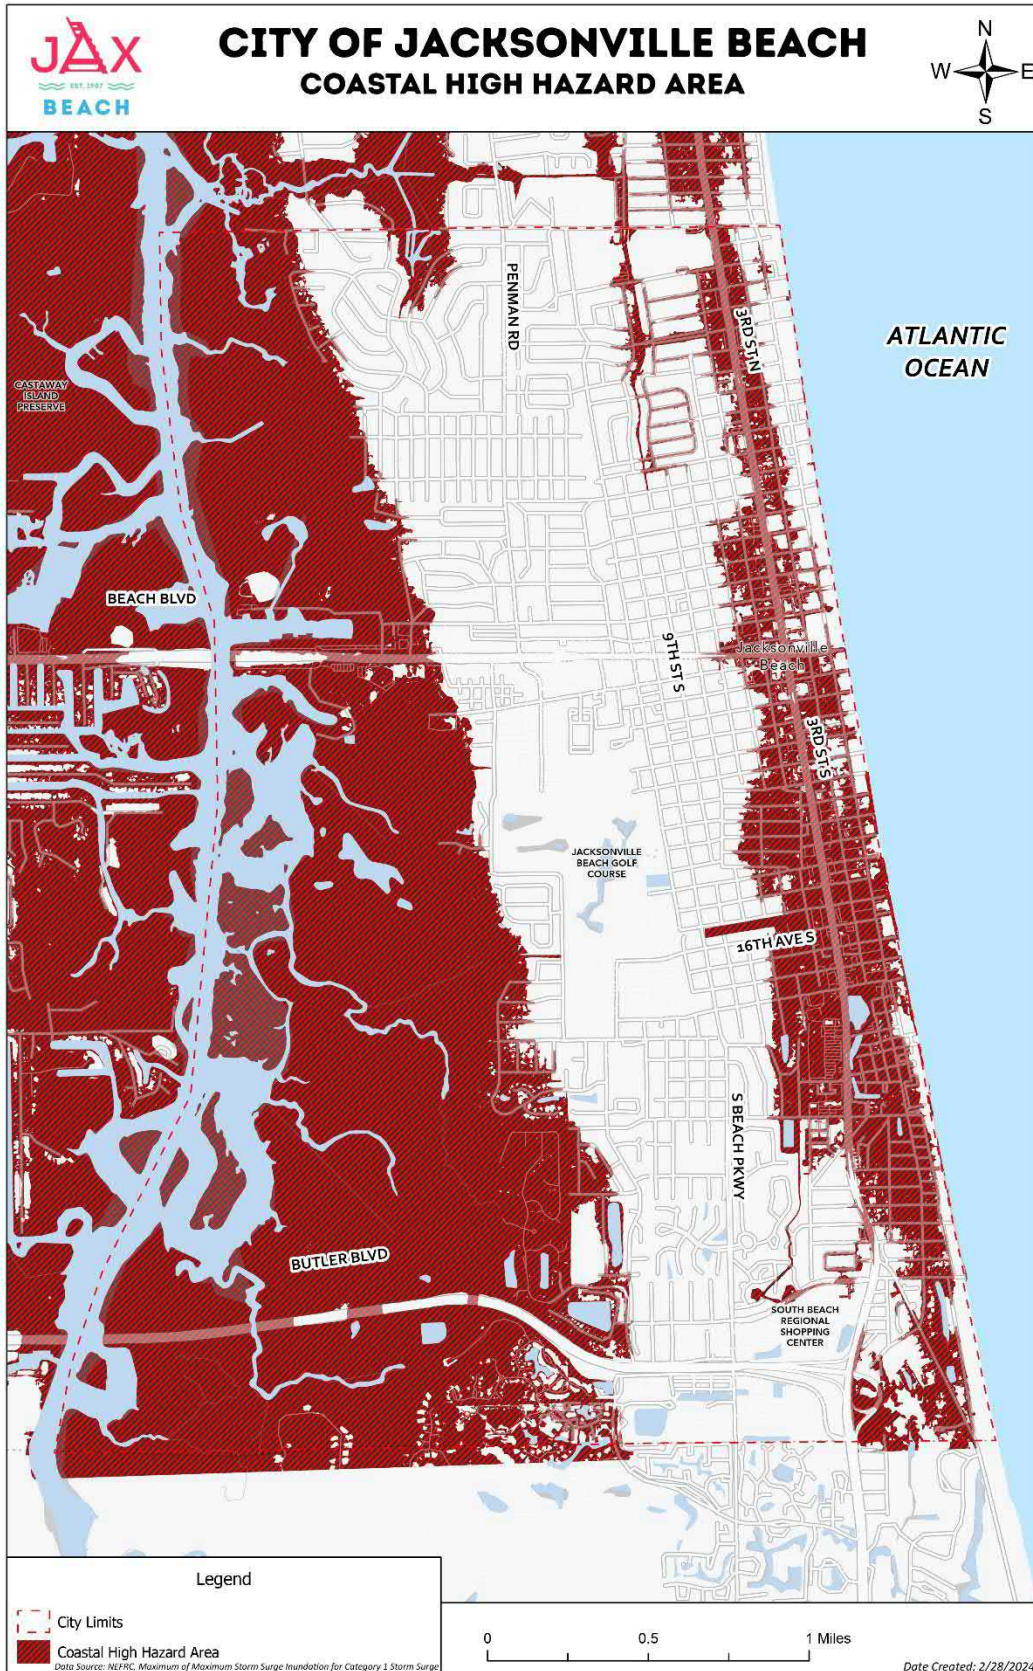 JAX
EST. 1907
BEACH
CITY OF JACKSONVILLE BEACH
COASTAL HIGH HAZARD AREA
N
W
E
S
PENMAN RD
3RD ST N
ATLANTIC
OCEAN
CASTAWAY
ISLAND
PRESERVE
BEACH BLVD
9TH ST S
Jacksonville
Beach
3RD ST S
JACKSONVILLE
BEACH GOLF
COURSE
16TH AVE S
S BEACH PKWY
BUTLER BLVD
SOUTH BEACH
REGIONAL
SHOPPING
CENTER
Legend
City Limits
Coastal High Hazard Area
Data Source: NEFRC, Maximum of Maximum Storm Surge Inundation for Category 1 Storm Surge
0
0.5
1 Miles
Date Created: 2/28/2024